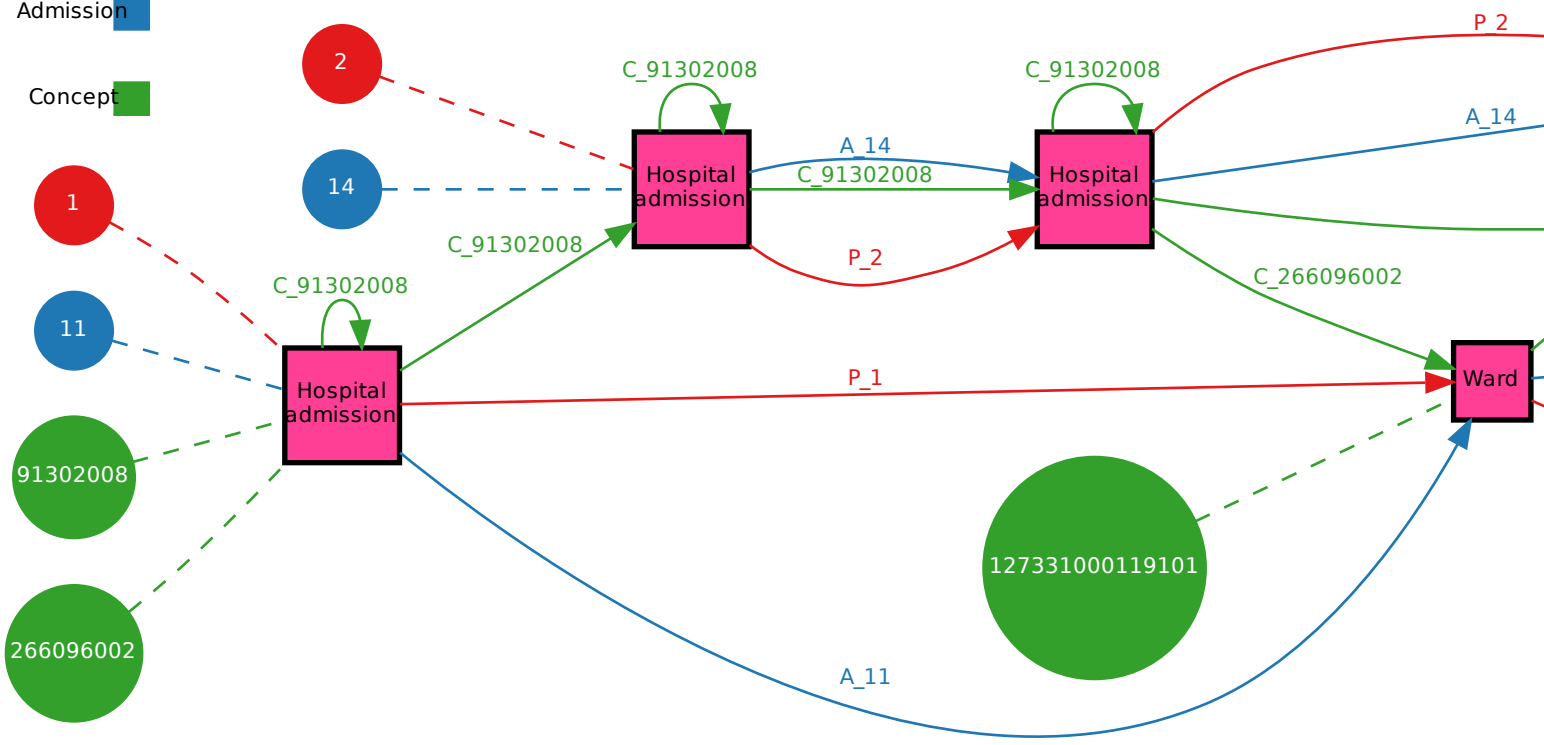 Admission
Concept
P_2
2
C_91302008
C_91302008
A_14
A_14
14
Hospital
admission
C_91302008
Hospital
admission
1
C_91302008
P_2
C_266096002
C_91302008
11
P_1
Ward
Hospital
admission
91302008
127331000119101
266096002
A_11